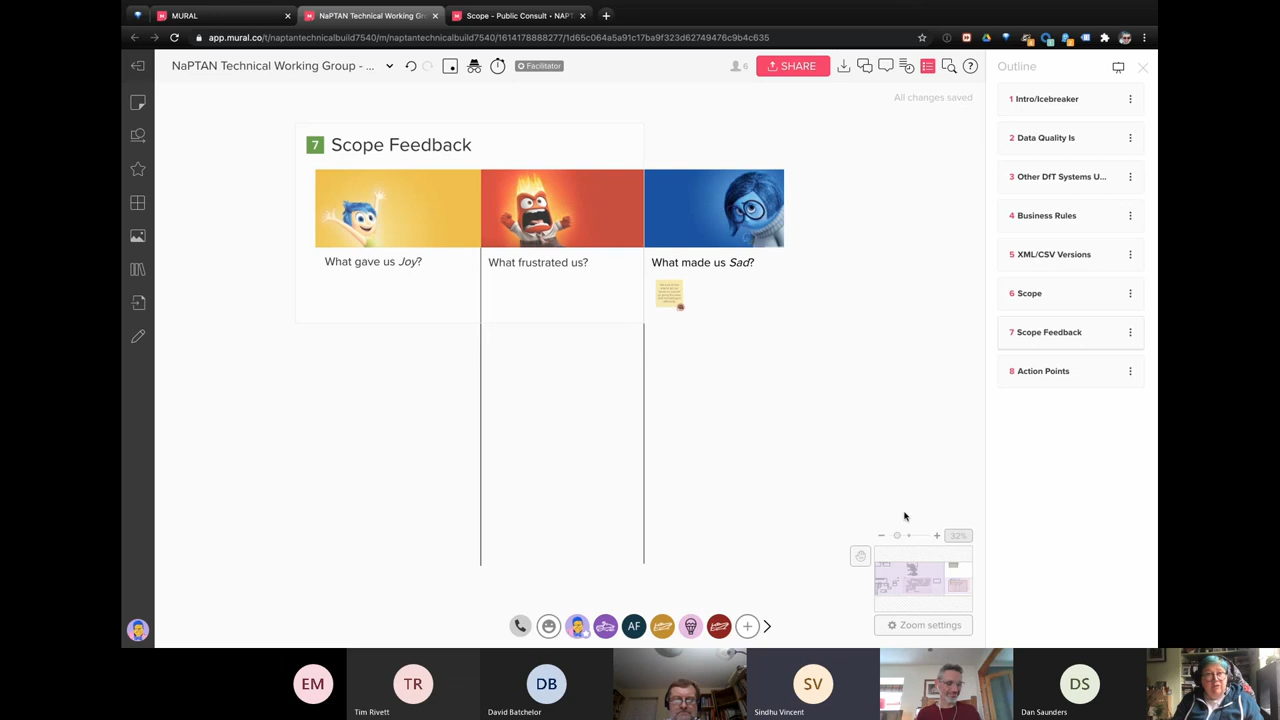 MURAL
NaPTAN Technical Working Gr
Scope - Public Consult • NAPT
app.mural.co/t/naptantechnicalbuild7540/m/naptantechnicalbuild7540/1614178888277/1d65c064a5a91c17ba9f323d62749476c9b4c635
NaPTAN Technical Working Group - ...
Facilitator
6
SHARE
Outline
All changes saved
1 Intro/Icebreaker
2 Data Quality Is
3 Other DfT Systems U...
4 Business Rules
5 XML/CSV Versions
6 Scope
7 Scope Feedback
8 Action Points
7 Scope Feedback
What gave us Joy?
What frustrated us?
What made us Sad?
32%
Zoom settings
AF
EM
TR
Tim Rivett
DB
David Batchelor
SV
Sindhu Vincent
DS
Dan Saunders